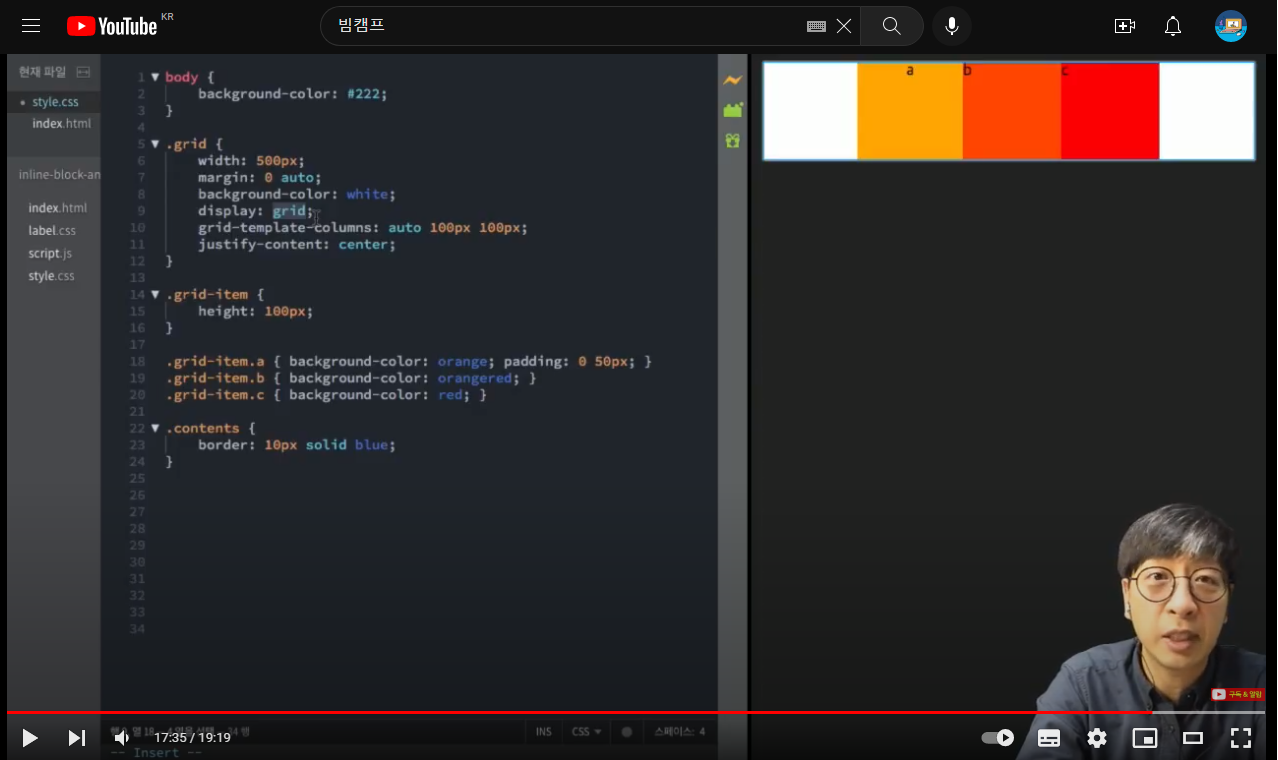 YouTube KR
빔캠프
현재 파일
• style.css
index.html
inline-block-an
index.html
label.css
script.js
style.css
1 ▼ body {
2 background-color: #222;
3 }
4
5 ▼ .grid {
6 width: 500px;
7 margin: 0 auto;
8 background-color: white;
9 display: grid;
10 grid-template-columns: auto 100px 100px;
11 justify-content: center;
12 }
13
14 ▼ .grid-item {
15 height: 100px;
16 }
17
18 .grid-item.a { background-color: orange; padding: 0 50px; }
19 .grid-item.b { background-color: orangered; }
20 .grid-item.c { background-color: red; }
21
22 ▼ .contents {
23 border: 10px solid blue;
24 }
25
26
27
28
29
30
31
32
33
34
a b c
구독 & 알람
INS CSS ▼ 스페이스: 4
17:35 / 19:19
-- Insert --